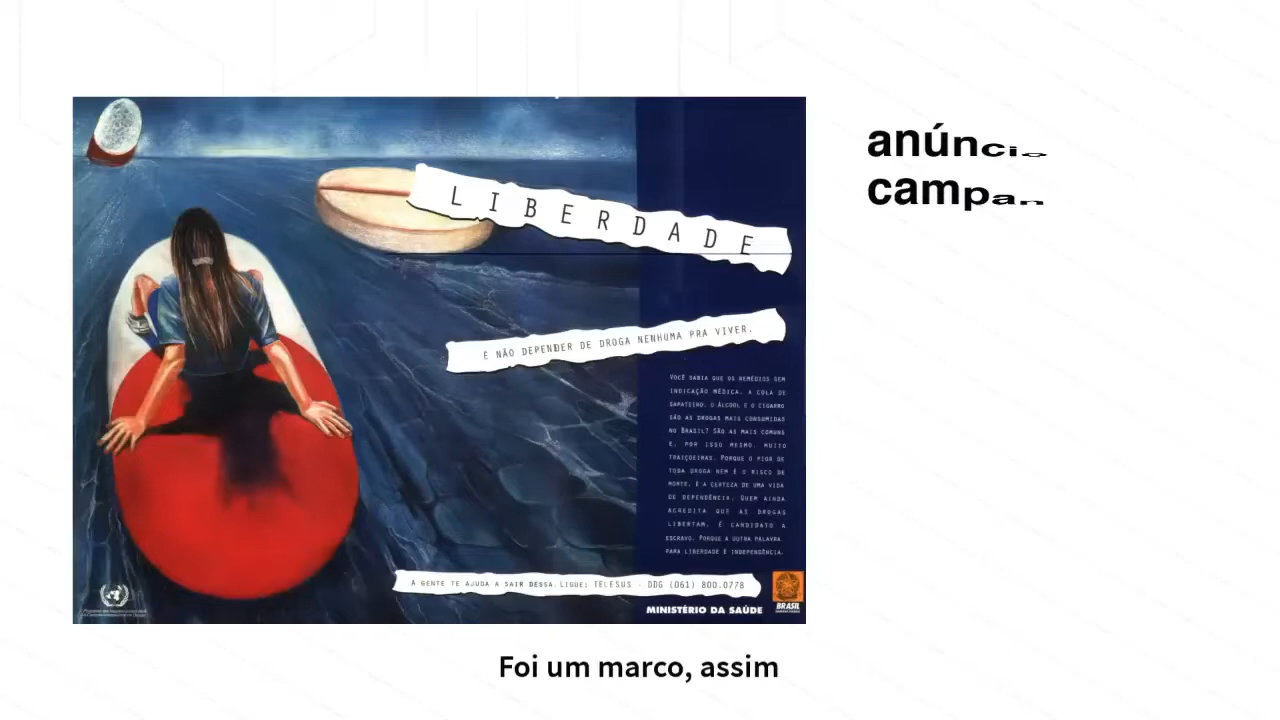 anúncio
campan
LIBERDADE
É NÃO DEPENDER DE DROGA NENHUMA PRA VIVER.
VOCÊ SABIA QUE OS REMÉDIOS SEM
INDICAÇÃO MÉDICA, A COLA DE
SAPATEIRO, O ÁLCOOL E O CIGARRO
SÃO AS DROGAS MAIS CONSUMIDAS
NO BRASIL? SÃO AS MAIS COMUNS
E, POR ISSO MESMO, MUITO
TRAIÇOEIRAS. PORQUE O PIOR DE
TODA DROGA NEM É O RISCO DE
MORTE, É A CERTEZA DE UMA VIDA
DE DEPENDÊNCIA. QUEM AINDA
ACREDITA QUE AS DROGAS
LIBERTAM, É CANDIDATO A
ESCRAVO. PORQUE A OUTRA PALAVRA
PARA LIBERDADE É INDEPENDÊNCIA.
A GENTE TE AJUDA A SAIR DESSA. LIGUE: TELESUS - DDG (061) 800.0778
MINISTÉRIO DA SAÚDE
BRASIL
Foi um marco, assim